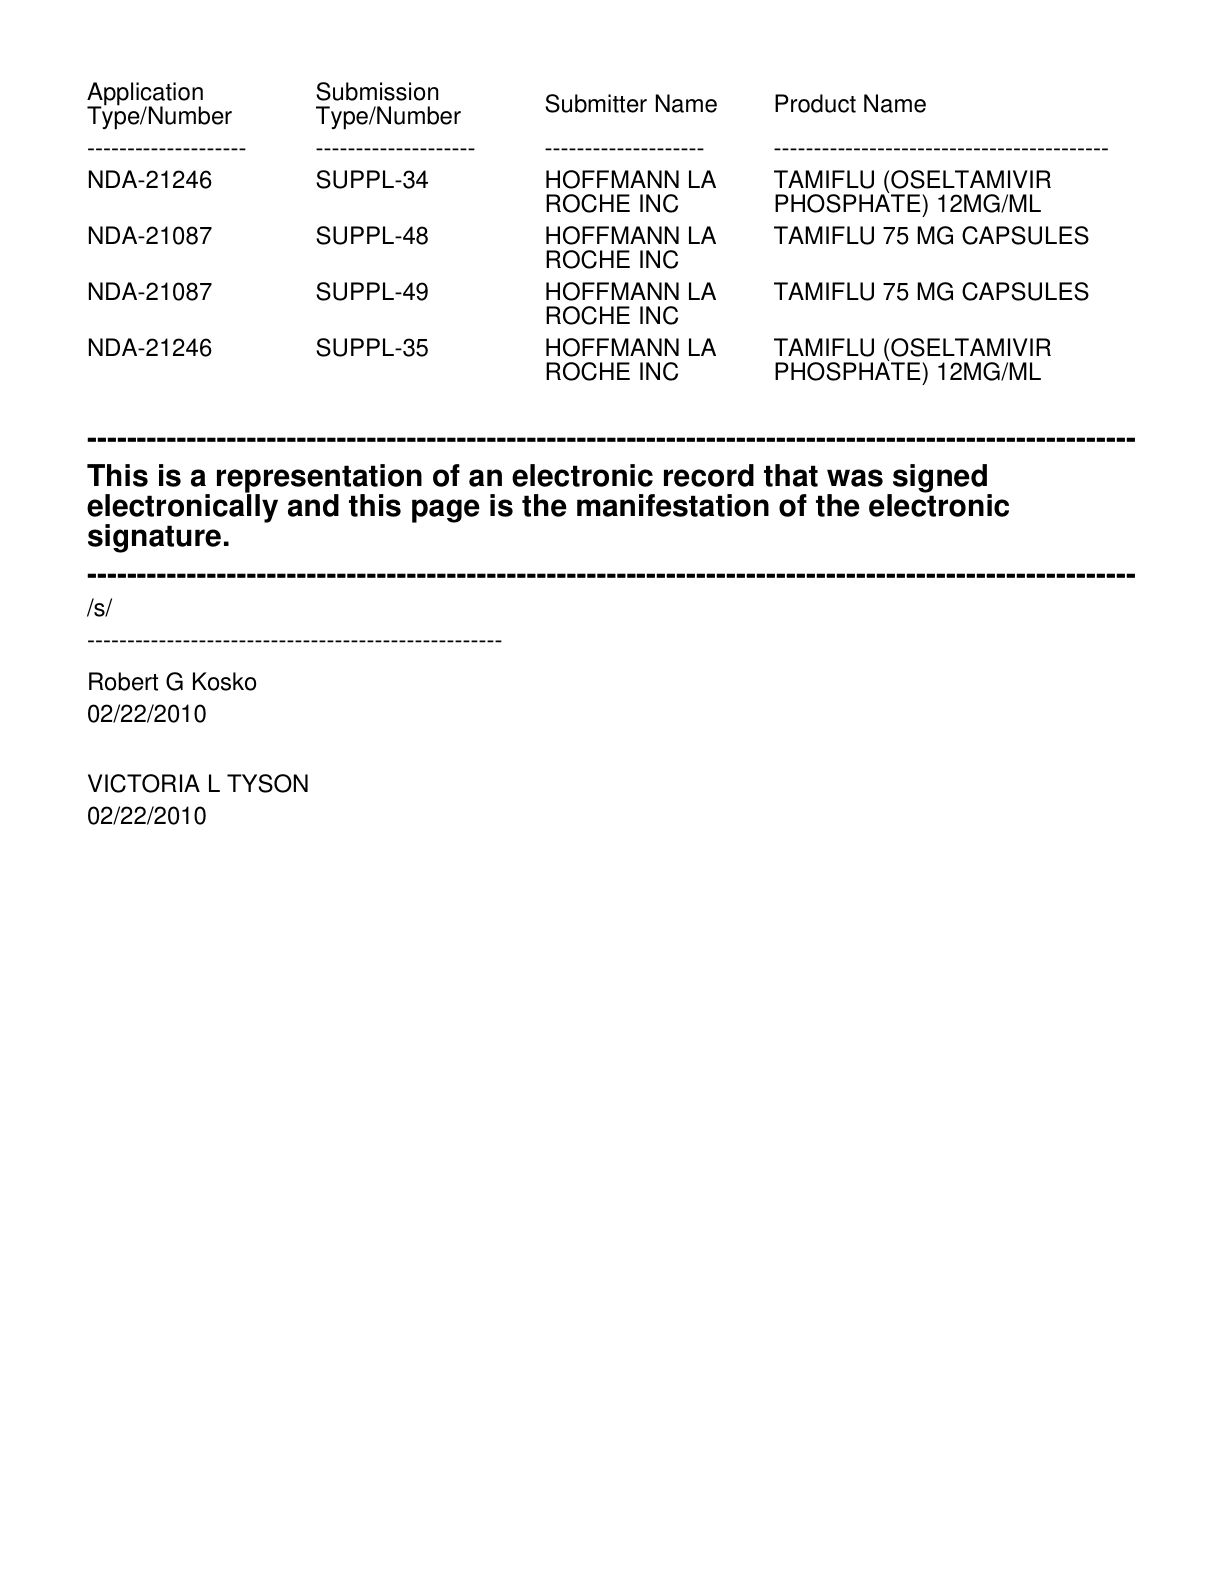 Application Type/Number Submission Type/Number Submitter Name Product Name
-------------------- -------------------- -------------------- ------------------------------------------
NDA-21246 SUPPL-34 HOFFMANN LA TAMIFLU (OSELTAMIVIR
ROCHE INC PHOSPHATE) 12MG/ML
NDA-21087 SUPPL-48 HOFFMANN LA TAMIFLU 75 MG CAPSULES
ROCHE INC
NDA-21087 SUPPL-49 HOFFMANN LA TAMIFLU 75 MG CAPSULES
ROCHE INC
NDA-21246 SUPPL-35 HOFFMANN LA TAMIFLU (OSELTAMIVIR
ROCHE INC PHOSPHATE) 12MG/ML
---------------------------------------------------------------------------------------------------------
This is a representation of an electronic record that was signed
electronically and this page is the manifestation of the electronic
signature.
---------------------------------------------------------------------------------------------------------
/s/
----------------------------------------------------
Robert G Kosko
02/22/2010
VICTORIA L TYSON
02/22/2010